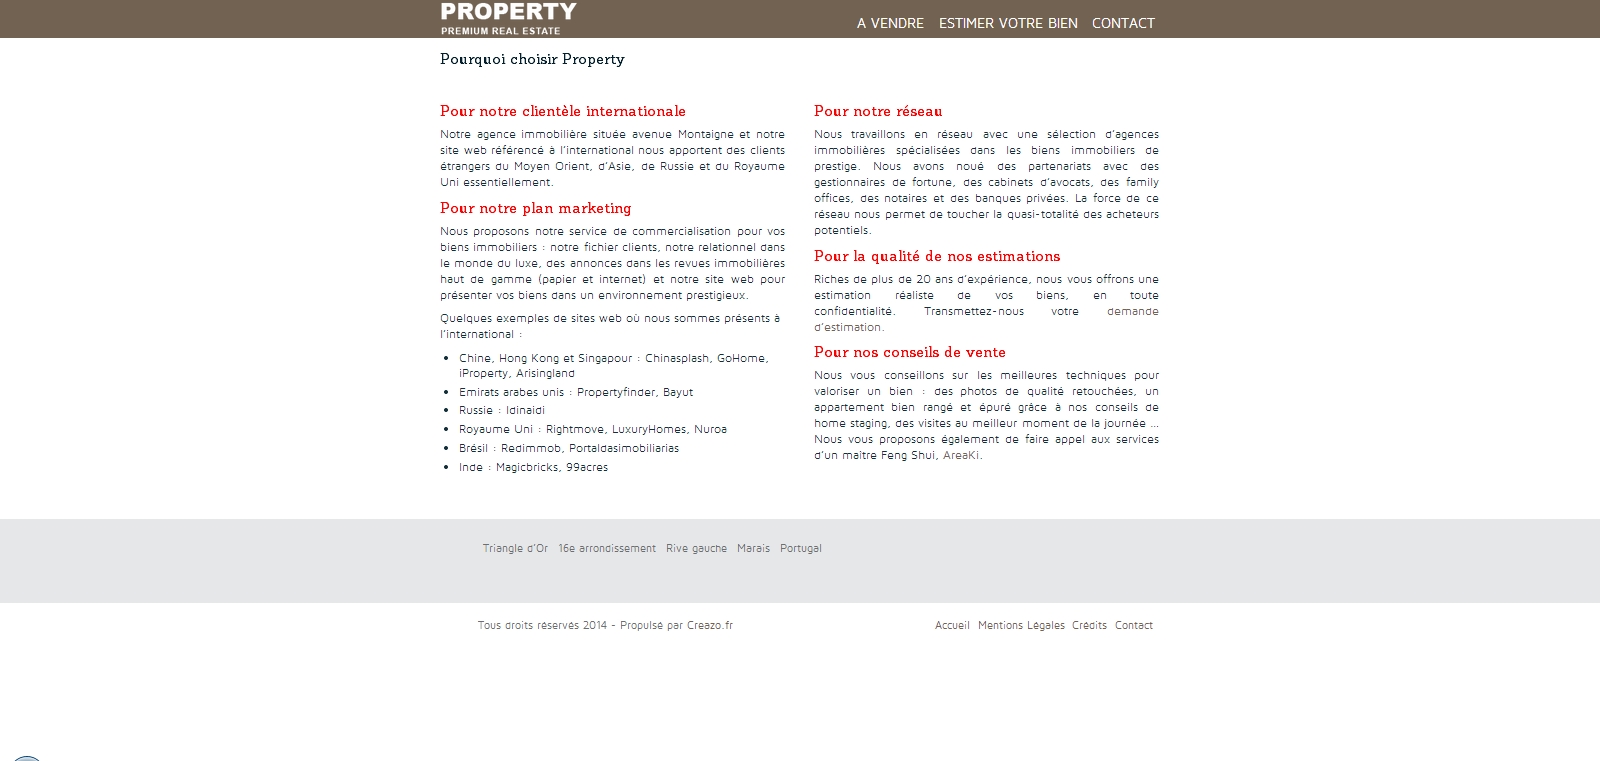 PROPERTY
PREMIUM REAL ESTATE
A VENDRE ESTIMER VOTRE BIEN CONTACT
Pourquoi choisir Property
Pour notre clientèle internationale
Notre agence immobilière située avenue Montaigne et notre
site web référencé à l'international nous apportent des clients
étrangers du Moyen Orient, d'Asie, de Russie et du Royaume
Uni essentiellement.
Pour notre plan marketing
Nous proposons notre service de commercialisation pour vos
biens immobiliers : notre fichier clients, notre relationnel dans
le monde du luxe, des annonces dans les revues immobilières
haut de gamme (papier et internet) et notre site web pour
présenter vos biens dans un environnement prestigieux.
Quelques exemples de sites web où nous sommes présents à
l'international :
• Chine, Hong Kong et Singapour : Chinasplash, GoHome,
iProperty, Arisingland
• Emirats arabes unis : Propertyfinder, Bayut
• Russie : Idinaidi
• Royaume Uni : Rightmove, LuxuryHomes, Nuroa
• Brésil : Redimmob, Portaldasimobiliarias
• Inde : Magicbricks, 99acres
Pour notre réseau
Nous travaillons en réseau avec une sélection d'agences
immobilières spécialisées dans les biens immobiliers de
prestige. Nous avons noué des partenariats avec des
gestionnaires de fortune, des cabinets d'avocats, des family
offices, des notaires et des banques privées. La force de ce
réseau nous permet de toucher la quasi-totalité des acheteurs
potentiels.
Pour la qualité de nos estimations
Riches de plus de 20 ans d'expérience, nous vous offrons une
estimation réaliste de vos biens, en toute
confidentialité. Transmettez-nous votre demande
d'estimation.
Pour nos conseils de vente
Nous vous conseillons sur les meilleures techniques pour
valoriser un bien : des photos de qualité retouchées, un
appartement bien rangé et épuré grâce à nos conseils de
home staging, des visites au meilleur moment de la journée ...
Nous vous proposons également de faire appel aux services
d'un maitre Feng Shui, AreaKi.
Triangle d'Or 16e arrondissement Rive gauche Marais Portugal
Tous droits réservés 2014 - Propulsé par Creazo.fr
Accueil Mentions Légales Crédits Contact